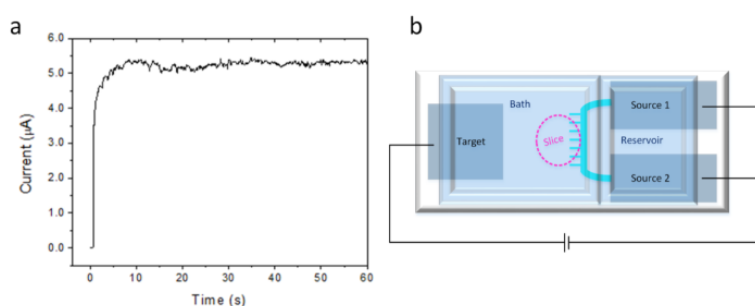 a
6.0
5.0
4.0
3.0
2.0
1.0
0.0
Current (μA)
0
10
20
30
40
50
60
Time (s)
b
Bath
Target
Slice
Source 1
Reservoir
Source 2